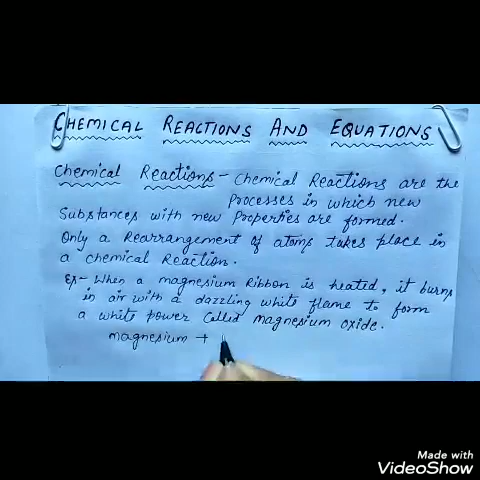 CHEMICAL REACTIONS AND EQUATIONS
Chemical Reactions - Chemical Reactions are the
Processes in which new
Substances with new Properties are formed.
Only a Rearrangement of atoms takes place in
a chemical Reaction.
Ex- When a magnesium Ribbon is heated, it burns
in air with a dazzling white flame to form
a white power Called magnesium oxide.
magnesium +
Made with
VideoShow